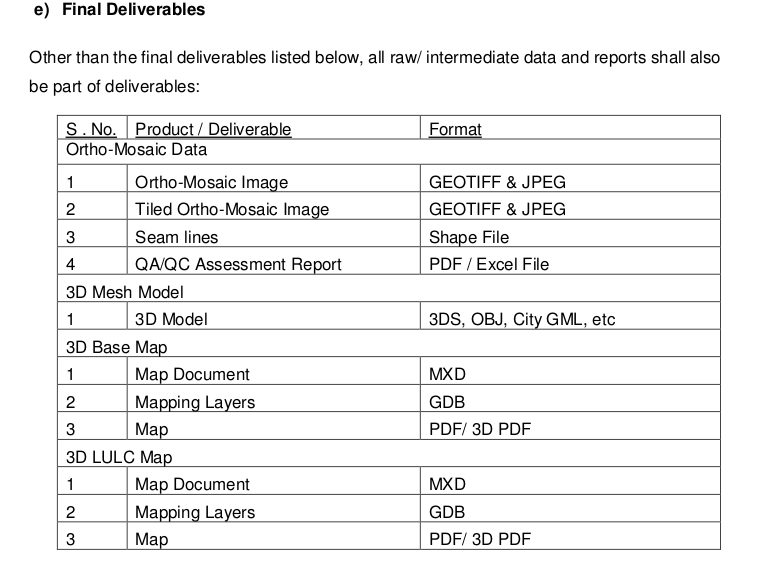 e) Final Deliverables
Other than the final deliverables listed below, all raw/ intermediate data and reports shall also
be part of deliverables:
S . No. Product / Deliverable Format
Ortho-Mosaic Data
1 Ortho-Mosaic Image GEOTIFF & JPEG
2 Tiled Ortho-Mosaic Image GEOTIFF & JPEG
3 Seam lines Shape File
4 QA/QC Assessment Report PDF / Excel File
3D Mesh Model
1 3D Model 3DS, OBJ, City GML, etc
3D Base Map
1 Map Document MXD
2 Mapping Layers GDB
3 Map PDF/ 3D PDF
3D LULC Map
1 Map Document MXD
2 Mapping Layers GDB
3 Map PDF/ 3D PDF